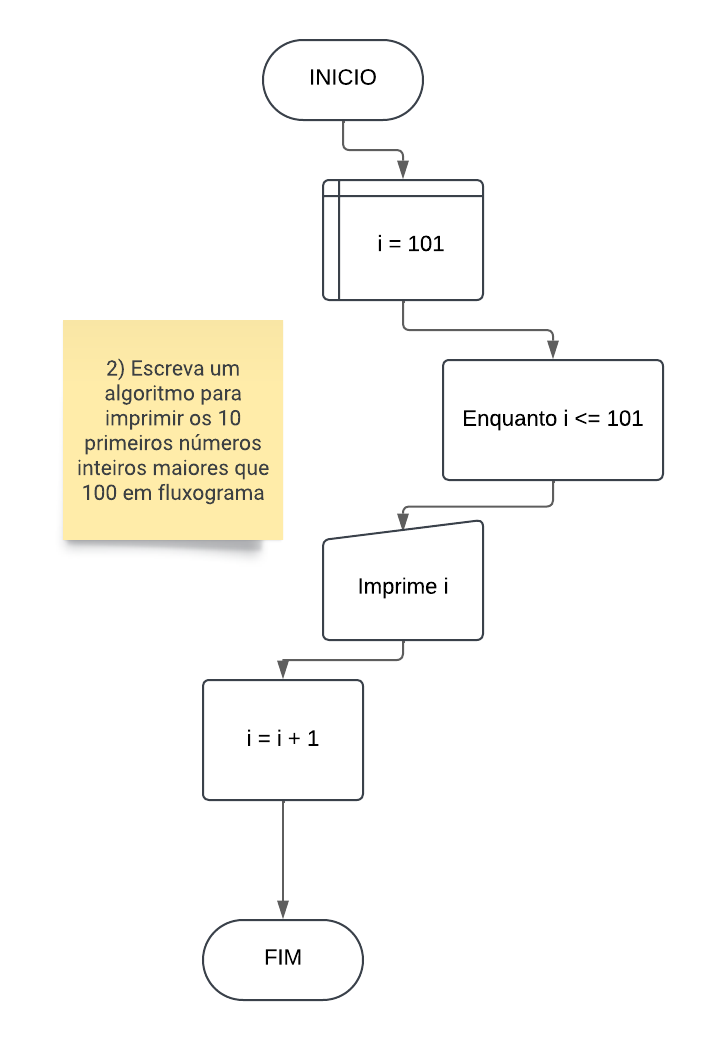 INICIO
i = 101
2) Escreva um
algoritmo para
imprimir os 10
primeiros números
inteiros maiores que
100 em fluxograma
Enquanto i <= 101
Imprime i
i = i + 1
FIM